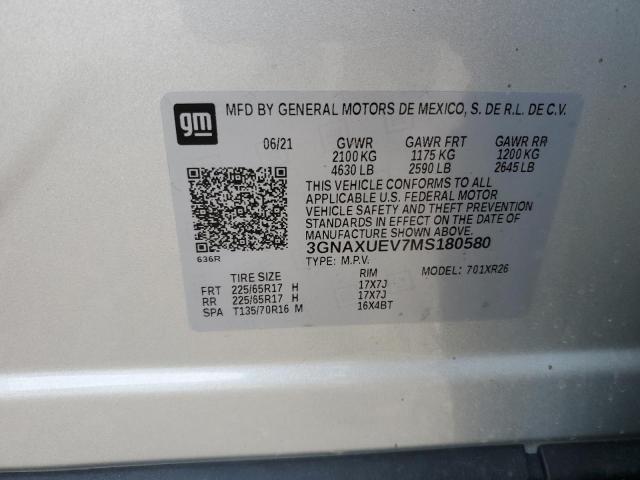 gm MFD BY GENERAL MOTORS DE MEXICO, S. DE R.L. DE C.V.
06/21 GVWR GAWR FRT GAWR RR
2100 KG 1175 KG 1200 KG
4630 LB 2590 LB 2645 LB
THIS VEHICLE CONFORMS TO ALL
APPLICABLE U.S. FEDERAL MOTOR
VEHICLE SAFETY AND THEFT PREVENTION
STANDARDS IN EFFECT ON THE DATE OF
MANUFACTURE SHOWN ABOVE.
3GNAXUEV7MS180580
636R TYPE: M.P.V. MODEL: 701XR26
TIRE SIZE RIM
FRT 225/65R17 H 17X7J
RR 225/65R17 H 17X7J
SPA T135/70R16 M 16X4BT